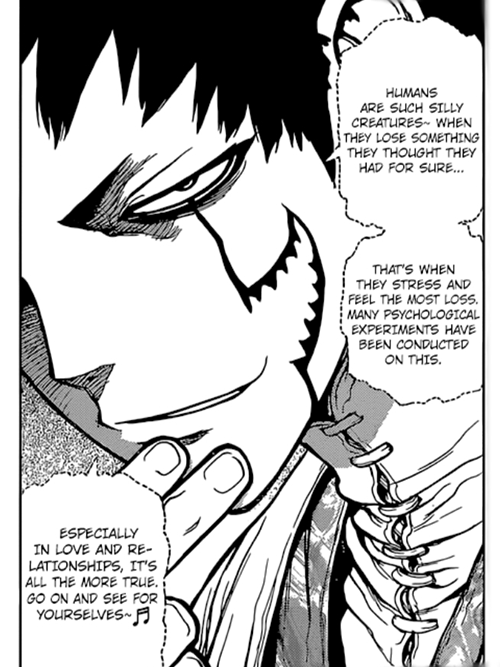 HUMANS
ARE SUCH SILLY
CREATURES~ WHEN
THEY LOSE SOMETHING
THEY THOUGHT THEY
HAD FOR SURE...
THAT'S WHEN
THEY STRESS AND
FEEL THE MOST LOSS.
MANY PSYCHOLOGICAL
EXPERIMENTS HAVE
BEEN CONDUCTED
ON THIS.
ESPECIALLY
IN LOVE AND RE-
LATIONSHIPS, IT'S
ALL THE MORE TRUE.
GO ON AND SEE FOR
YOURSELVES~♫